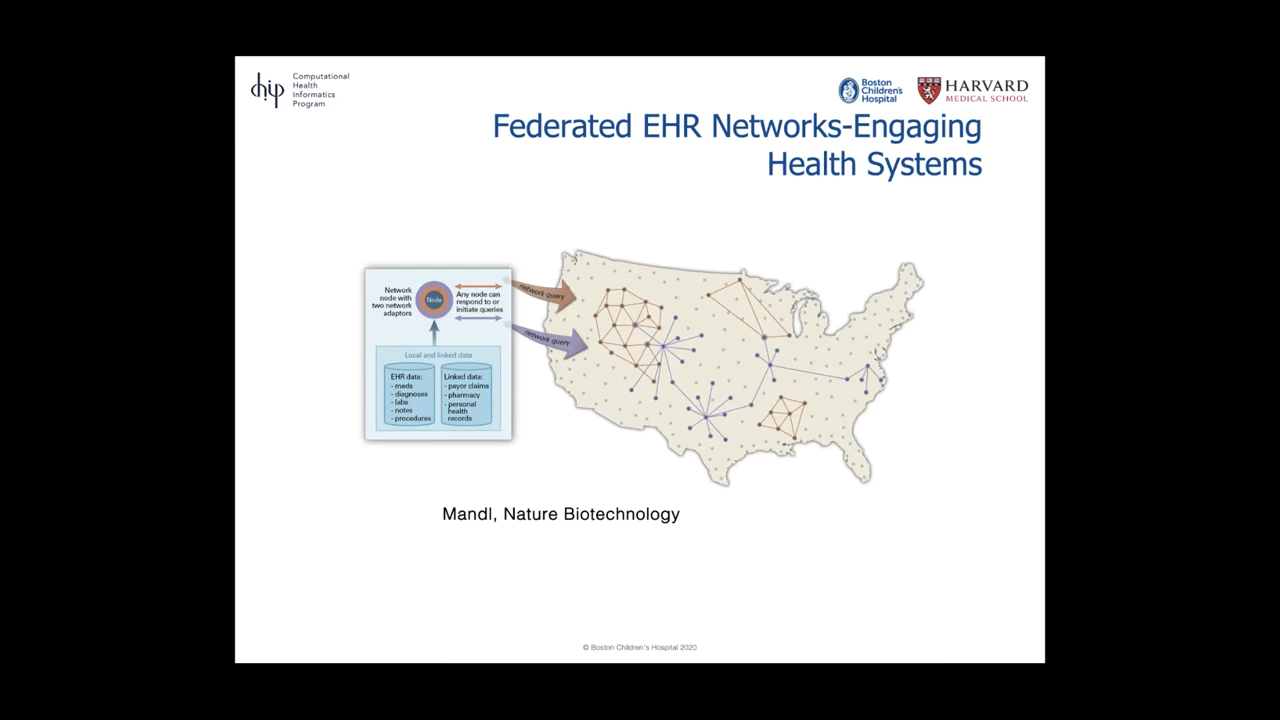 chip
Computational
Health
Informatics
Program
Boston
Children's
Hospital
HARVARD
MEDICAL SCHOOL
Federated EHR Networks-Engaging
Health Systems
Network
node with
two network
adaptors
Node
Any node can
respond to or
initiate queries
network query
network query
Local and linked data
EHR data:
- meds
- diagnoses
- labs
- notes
- procedures
Linked data:
- payor claims
- pharmacy
- personal
health
records
Mandl, Nature Biotechnology
© Boston Children's Hospital 2020